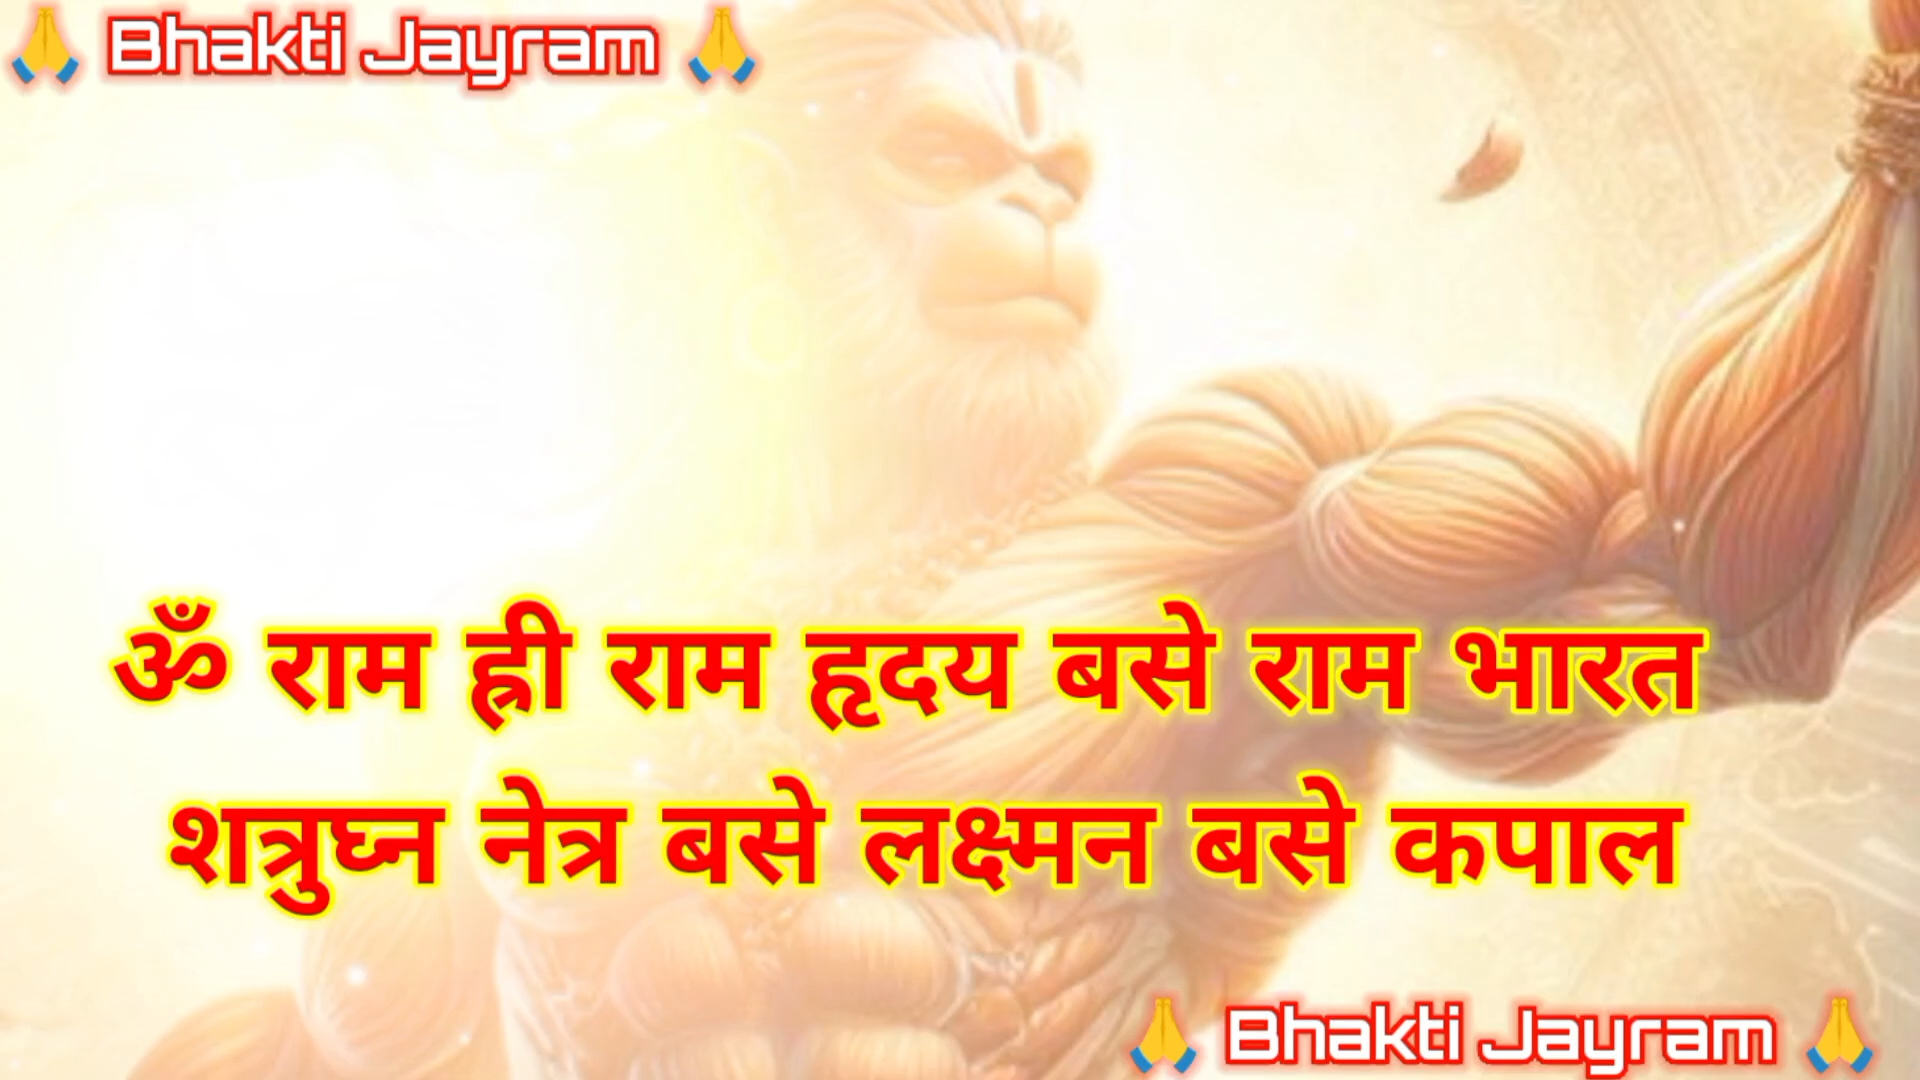 🙏 Bhakti Jayram 🙏
ॐ राम ह्री राम हृदय बसे राम भारत
शत्रुघ्न नेत्र बसे लक्ष्मन बसे कपाल
🙏 Bhakti Jayram 🙏